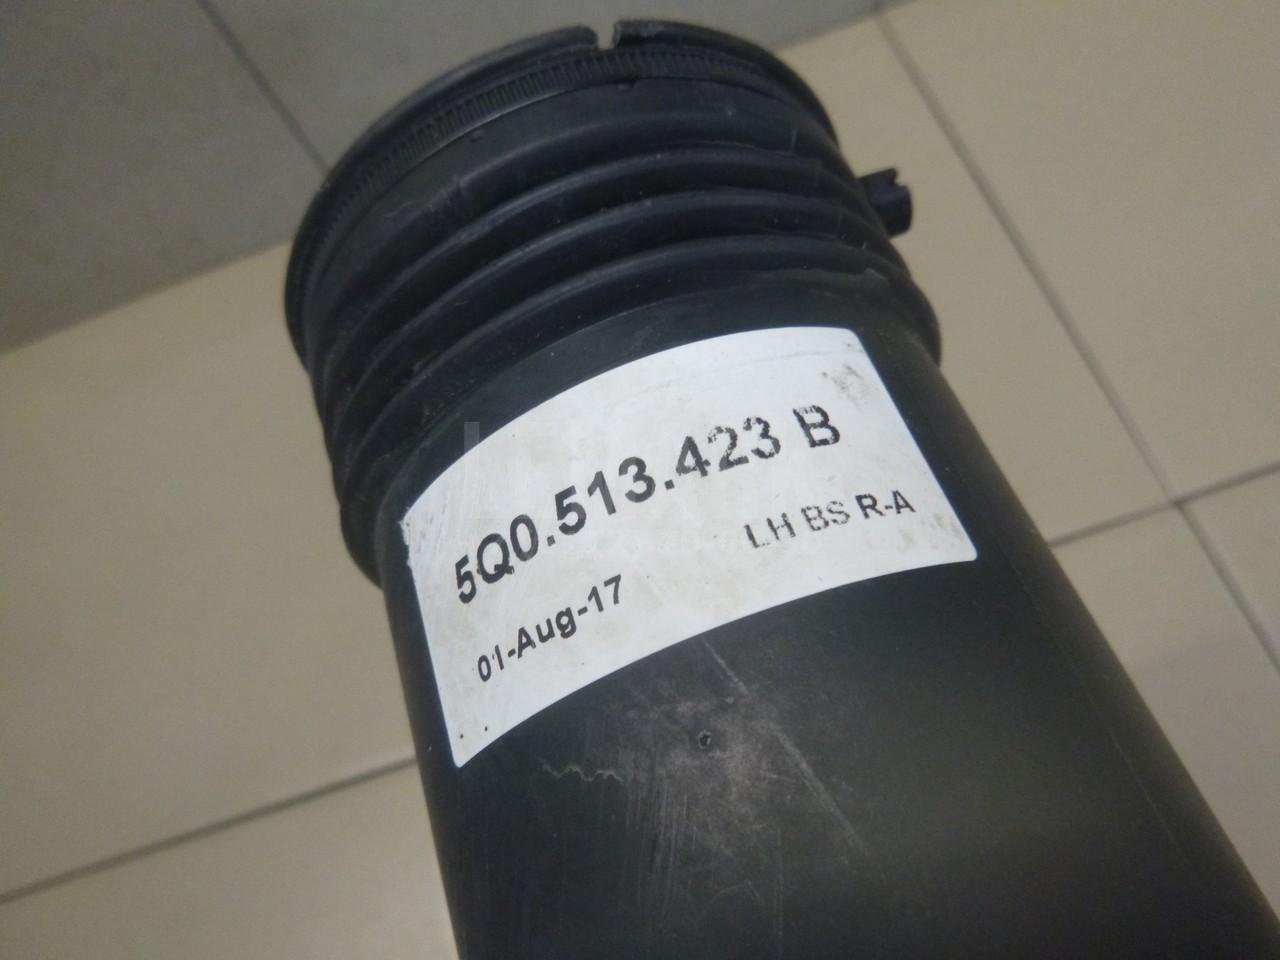 5Q0.513.423 B
LH BS R-A
01-Aug-17